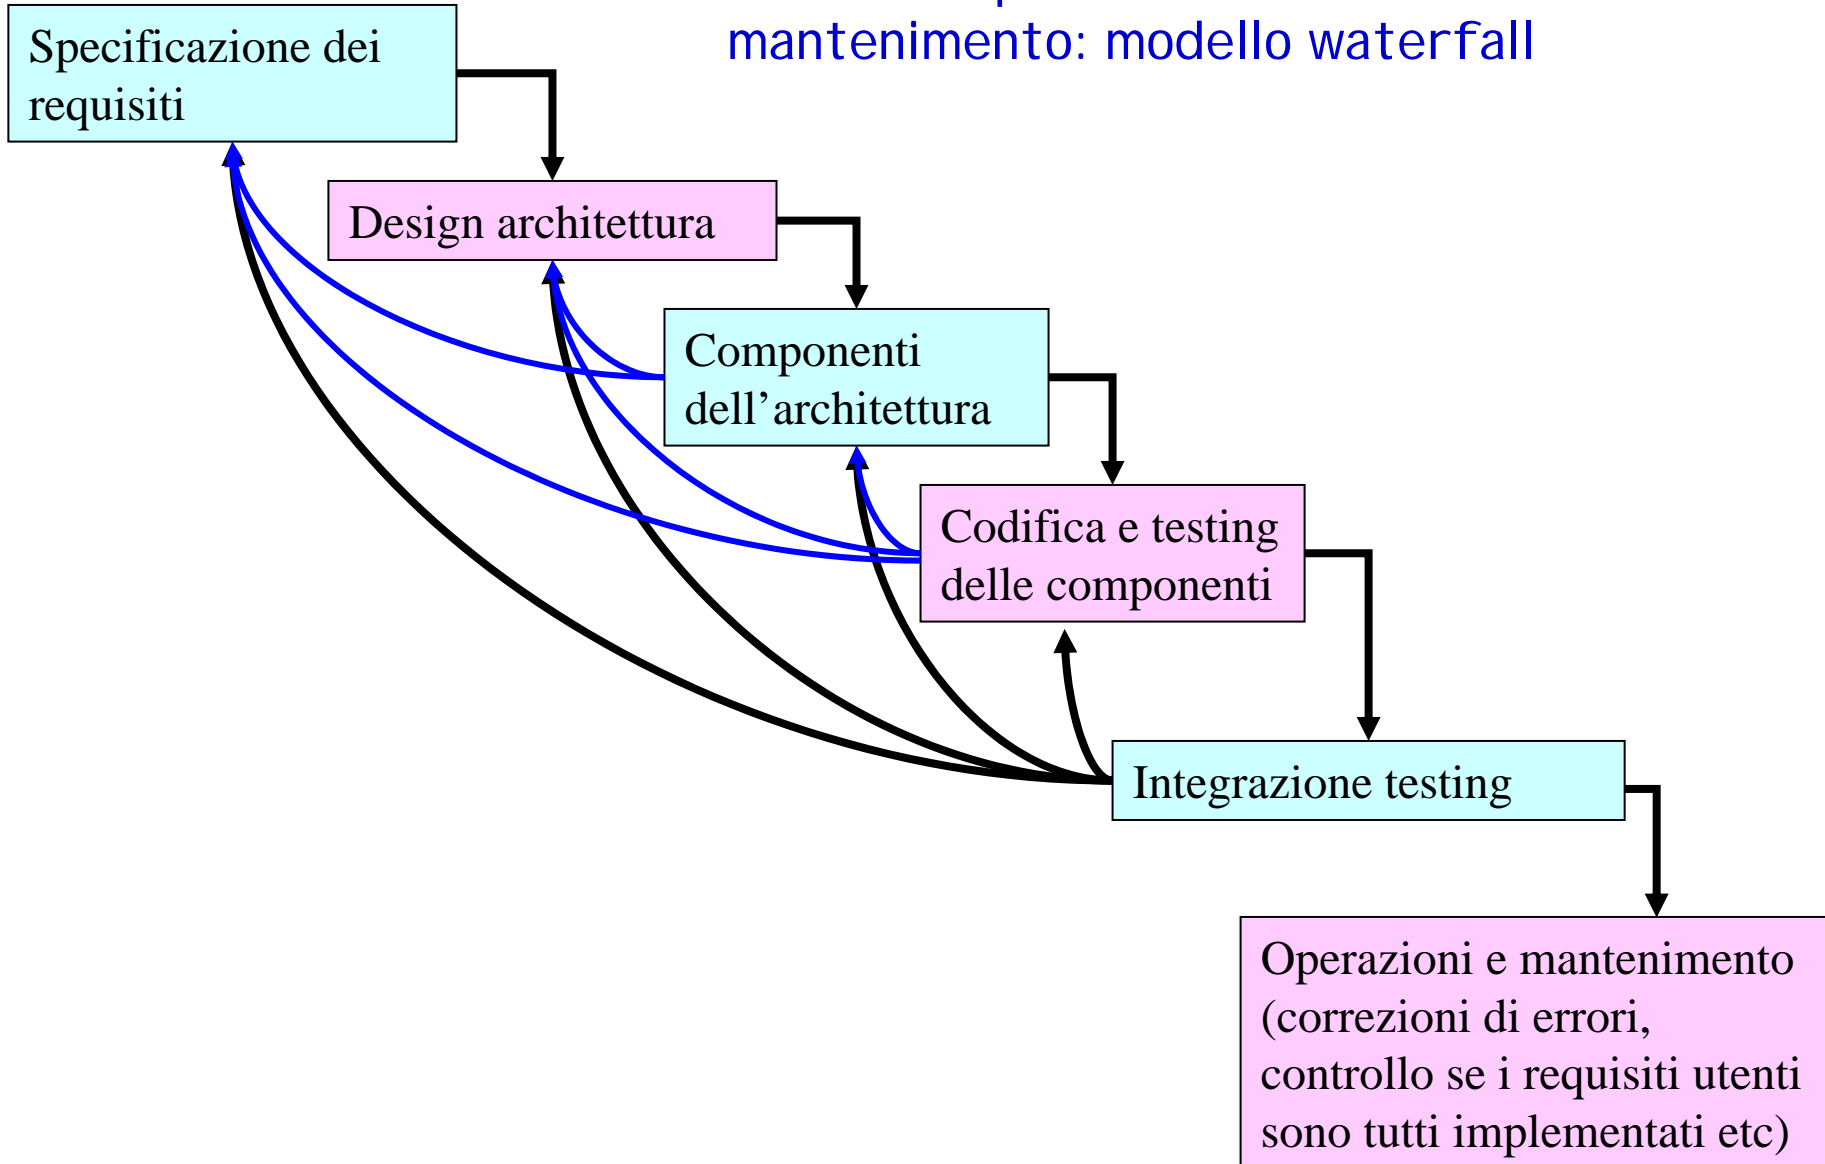 mantenimento: modello waterfall
Specificazione dei
requisiti
Design architettura
Componenti
dell’architettura
Codifica e testing
delle componenti
Integrazione testing
Operazioni e mantenimento
(correzioni di errori,
controllo se i requisiti utenti
sono tutti implementati etc)